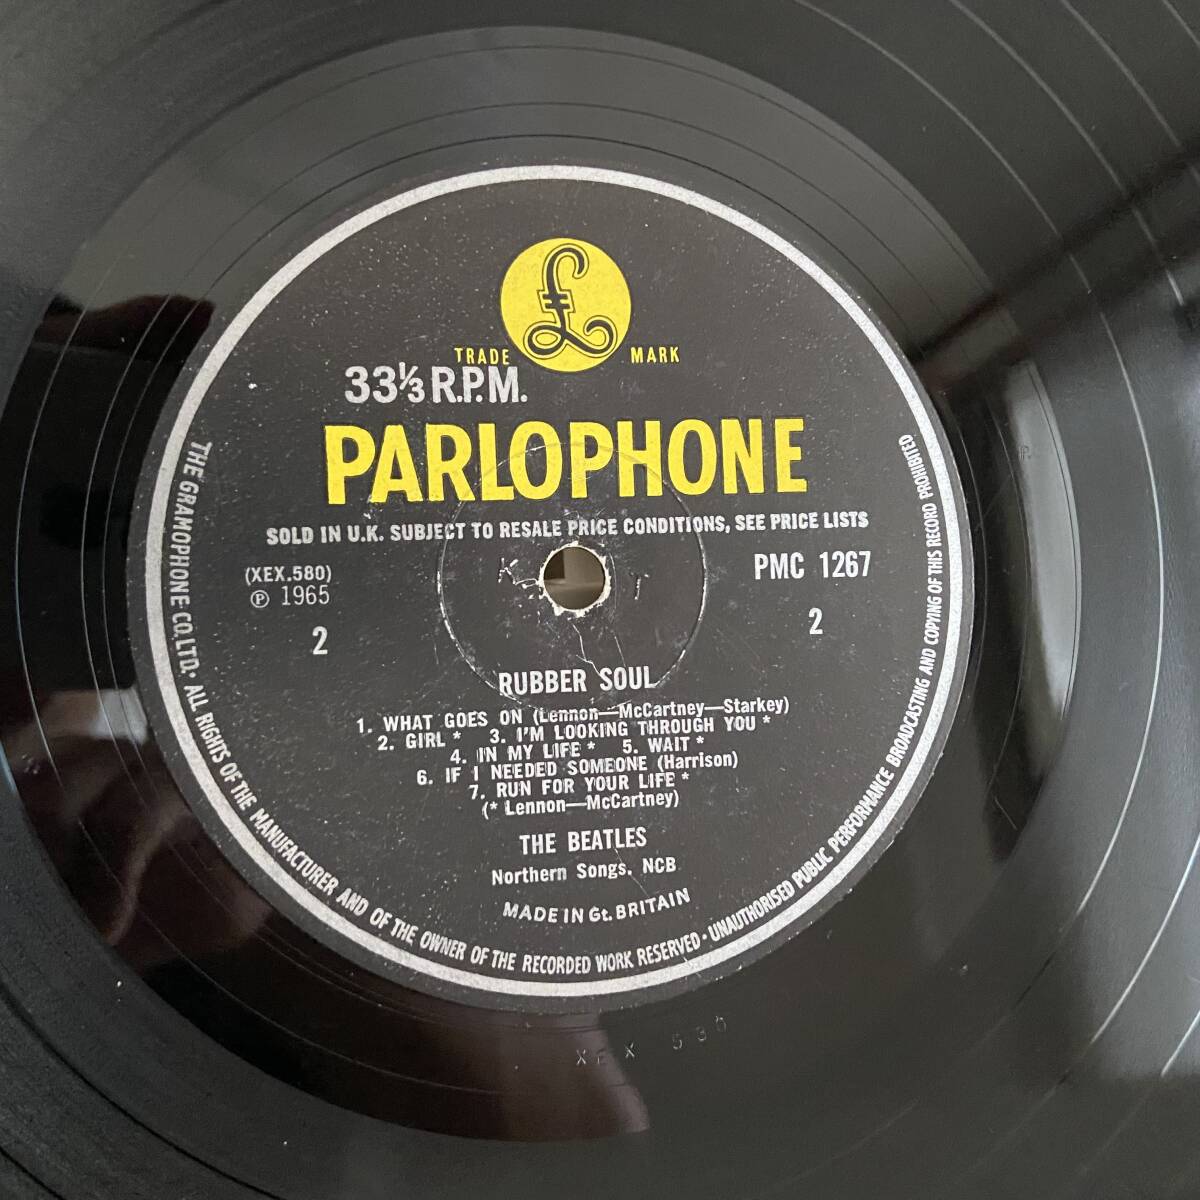 £
TRADE MARK
33⅓ R.P.M.
PARLOPHONE
SOLD IN U.K. SUBJECT TO RESALE PRICE CONDITIONS, SEE PRICE LISTS
(XEX.580)
℗ 1965
PMC 1267
K T
2
2
RUBBER SOUL
1. WHAT GOES ON (Lennon—McCartney—Starkey)
2. GIRL * 3. I'M LOOKING THROUGH YOU *
4. IN MY LIFE * 5. WAIT *
6. IF I NEEDED SOMEONE (Harrison)
7. RUN FOR YOUR LIFE *
(* Lennon—McCartney)
THE BEATLES
Northern Songs. NCB
MADE IN Gt. BRITAIN
THE GRAMOPHONE CO. LTD. ALL RIGHTS OF THE MANUFACTURER AND OF THE OWNER OF THE RECORDED WORK RESERVED · UNAUTHORISED PUBLIC PERFORMANCE BROADCASTING AND COPYING OF THIS RECORD PROHIBITED
XEX